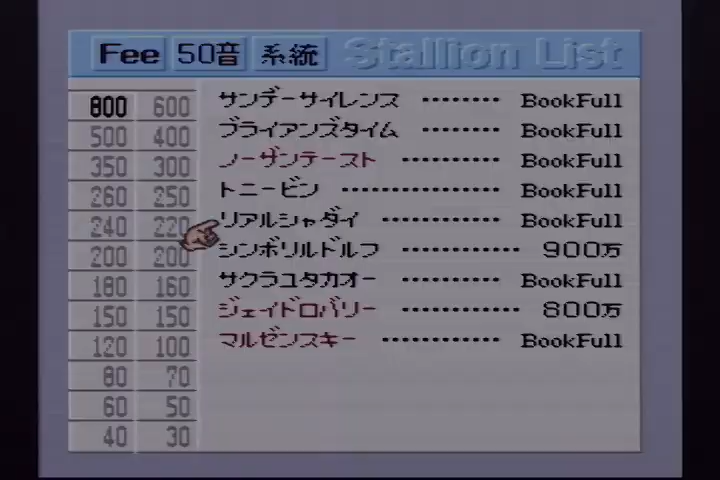 Fee 50音 系統 Stallion List
800 600 サンデーサイレンス ‥‥‥‥ BookFull
500 400 ブライアンズタイム ‥‥‥‥ BookFull
350 300 ノーザンテースト ‥‥‥‥‥ BookFull
260 250 トニービン ‥‥‥‥‥‥‥‥ BookFull
240 220 リアルシャダイ ‥‥‥‥‥‥ BookFull
200 200 シンボリルドルフ ‥‥‥‥‥‥ 900万
180 160 サクラユタカオー ‥‥‥‥‥ BookFull
150 150 ジェイドロバリー ‥‥‥‥‥‥ 800万
120 100 マルゼンスキー ‥‥‥‥‥‥ BookFull
80 70
60 50
40 30